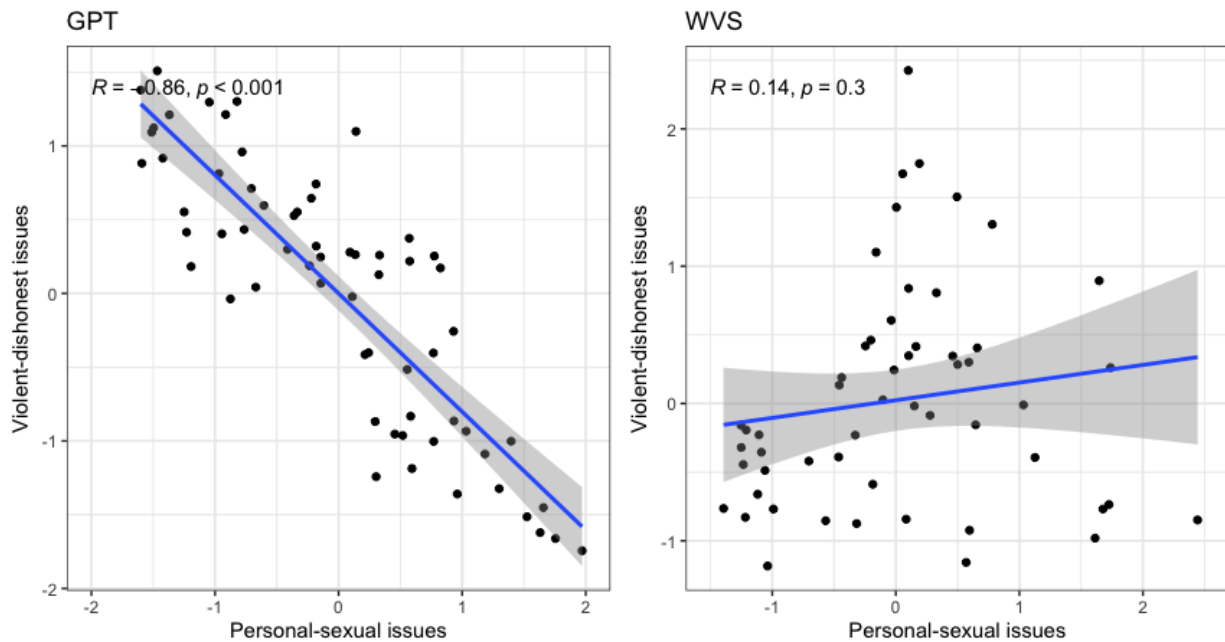 GPT
R = -0.86, p < 0.001
1
0
-1
-2
-2
-1
0
1
2
Violent-dishonest issues
Personal-sexual issues
WVS
R = 0.14, p = 0.3
2
1
0
-1
-1
0
1
2
Violent-dishonest issues
Personal-sexual issues